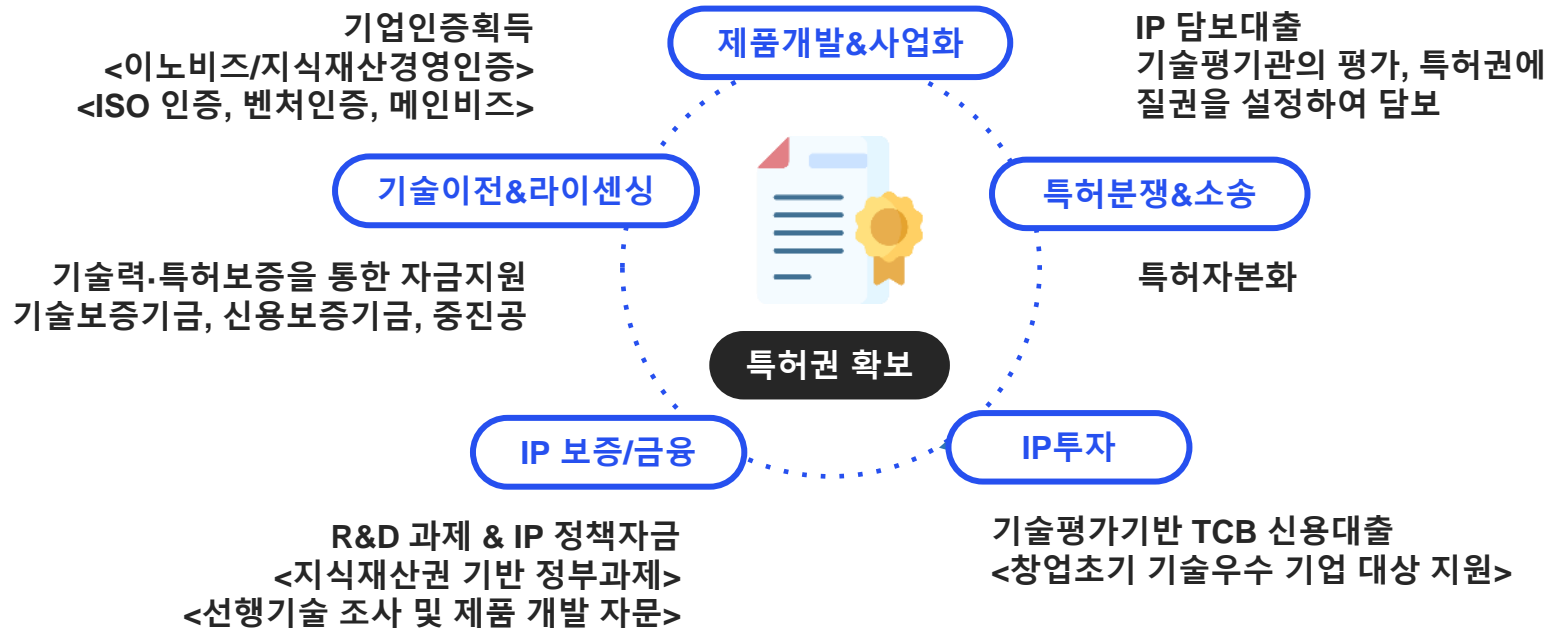 기업인증획득
<이노비즈/지식재산경영인증>
<ISO 인증, 벤처인증, 메인비즈>
제품개발&사업화
IP 담보대출
기술평기관의 평가, 특허권에
질권을 설정하여 담보
기술이전&라이센싱
특허분쟁&소송
기술력·특허보증을 통한 자금지원
기술보증기금, 신용보증기금, 중진공
특허자본화
특허권 확보
IP 보증/금융
IP투자
R&D 과제 & IP 정책자금
<지식재산권 기반 정부과제>
<선행기술 조사 및 제품 개발 자문>
기술평가기반 TCB 신용대출
<창업초기 기술우수 기업 대상 지원>